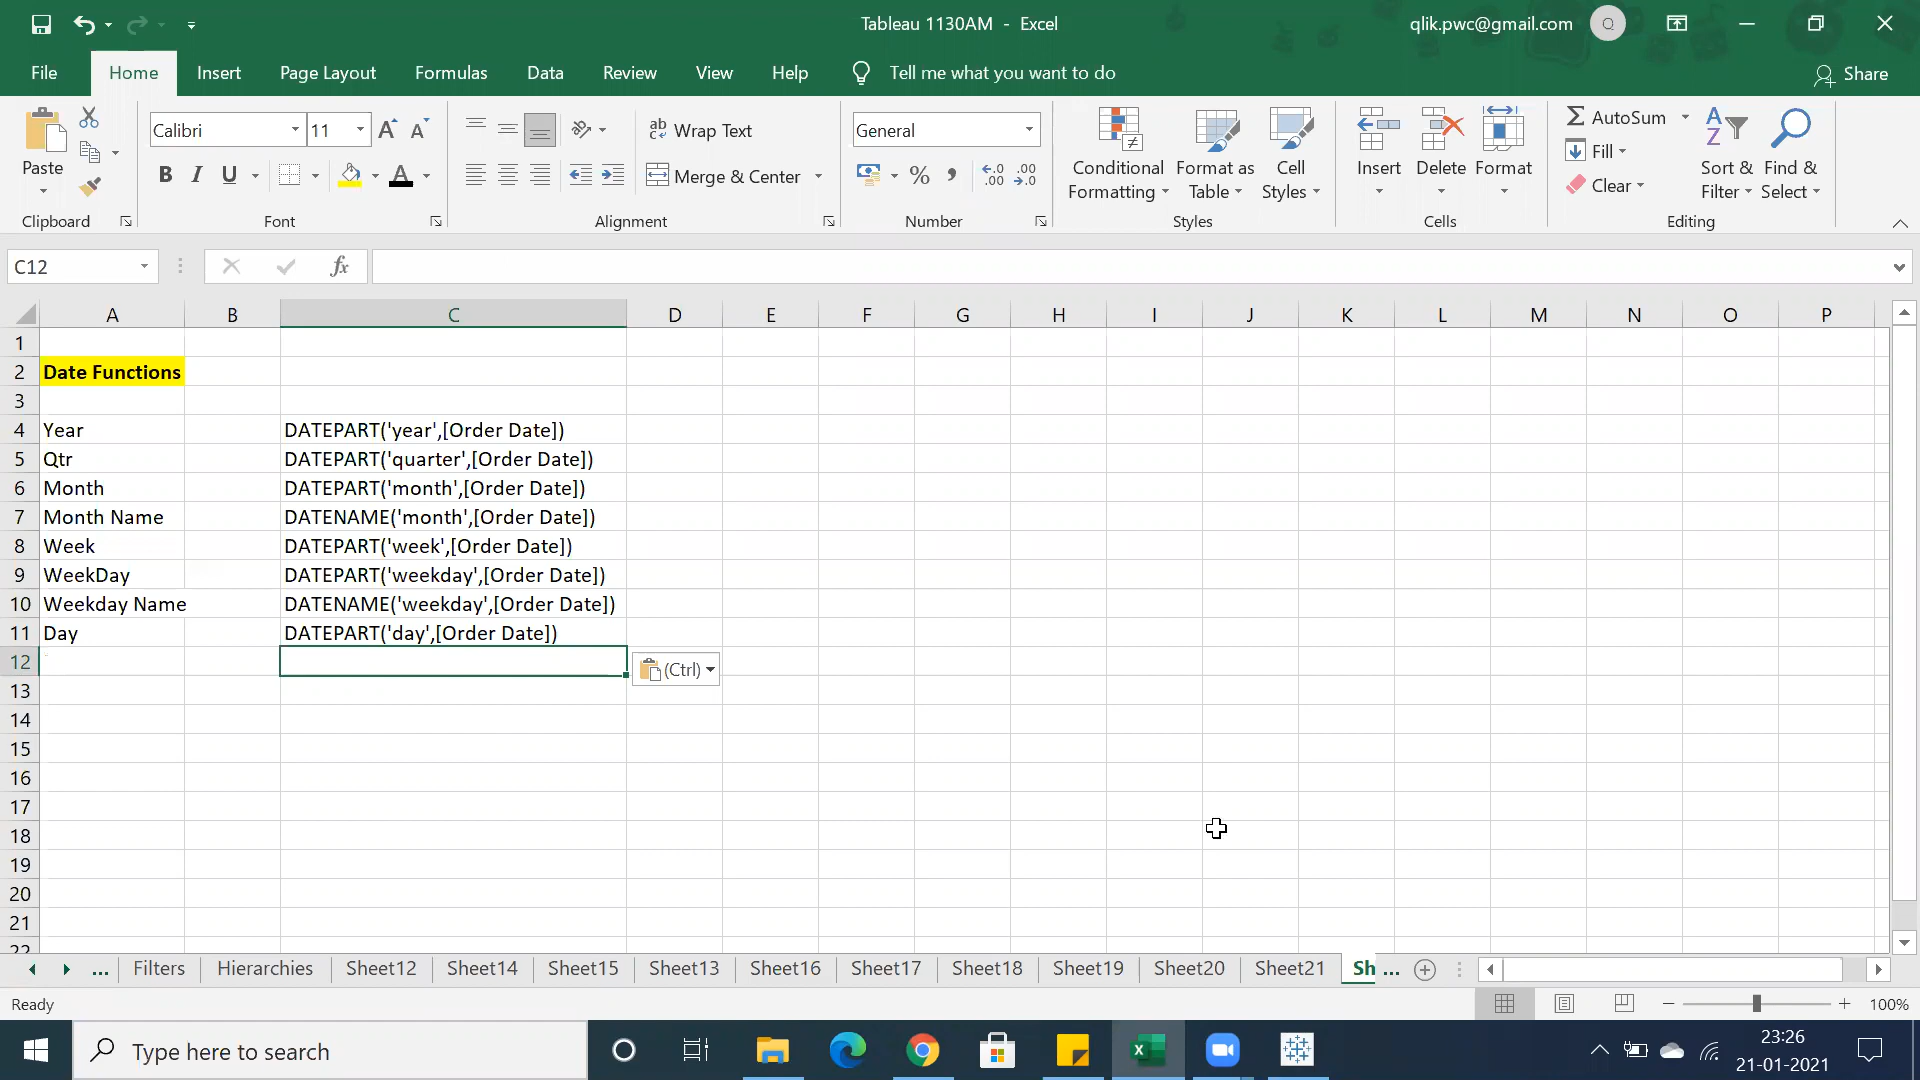 Tableau 1130AM - Excel
qlik.pwc@gmail.com Q
File Home Insert Page Layout Formulas Data Review View Help Tell me what you want to do Share
Paste
Clipboard
Calibri 11
B I U A
Font
ab Wrap Text
Merge & Center
Alignment
General
% ,
Number
Conditional Formatting
Format as Table
Cell Styles
Styles
Insert Delete Format
Cells
AutoSum
Fill
Clear
Sort & Filter
Find & Select
Editing
C12 fx
A B C D E F G H I J K L M N O P
1
2 Date Functions
3
4 Year DATEPART('year',[Order Date])
5 Qtr DATEPART('quarter',[Order Date])
6 Month DATEPART('month',[Order Date])
7 Month Name DATENAME('month',[Order Date])
8 Week DATEPART('week',[Order Date])
9 WeekDay DATEPART('weekday',[Order Date])
10 Weekday Name DATENAME('weekday',[Order Date])
11 Day DATEPART('day',[Order Date])
12 (Ctrl)
13
14
15
16
17
18
19
20
21
22
... Filters Hierarchies Sheet12 Sheet14 Sheet15 Sheet13 Sheet16 Sheet17 Sheet18 Sheet19 Sheet20 Sheet21 Sh ...
Ready 100%
Type here to search
23:26
21-01-2021